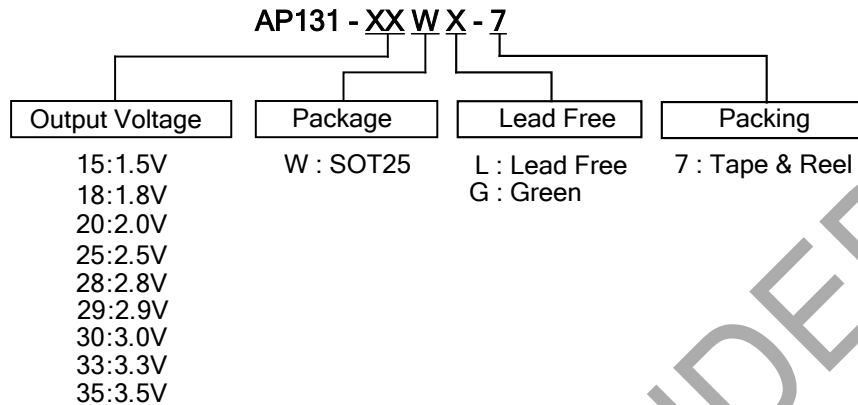 AP131 - XX W X - 7
Output Voltage
15:1.5V
18:1.8V
20:2.0V
25:2.5V
28:2.8V
29:2.9V
30:3.0V
33:3.3V
35:3.5V
Package
W : SOT25
Lead Free
L : Lead Free
G : Green
Packing
7 : Tape & Reel